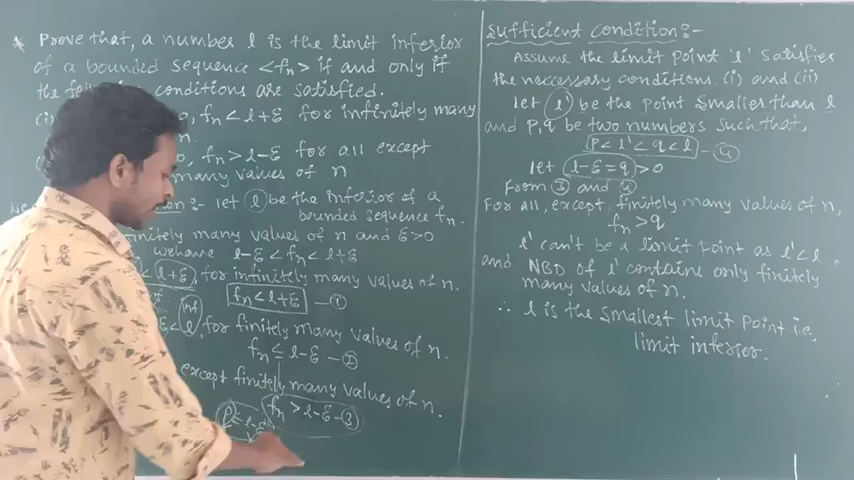 * Prove that, a number l is the limit inferior
of a bounded sequence <fn> if and only if
the conditions are satisfied.
(i) , fn < l+ε for infinitely many
n.
, fn > l-ε for all except
many values of n
:- let l be the inferior of a
bounded sequence fn.
finitely many values of n and ε>0
we have l-ε < fn < l+ε
< l+ε, for infinitely many values of n.
fn < l+ε — ①
< l, for finitely many values of n.
fn ≤ l-ε — ②
except finitely many values of n.
fn > l-ε - ③
Sufficient condition :-
Assume the limit point 'l' satisfies
the necessary conditions (i) and (ii)
let l' be the point smaller than l
and P, q be two numbers such that,
P < l' < q < l — ④
let l-ε = q > 0
From ③ and ④
For all, except finitely many values of n,
fn > q
l' can't be a limit point as l' < l
and NBD of l' contains only finitely
many values of n.
∴ l is the smallest limit point i.e.,
limit inferior.